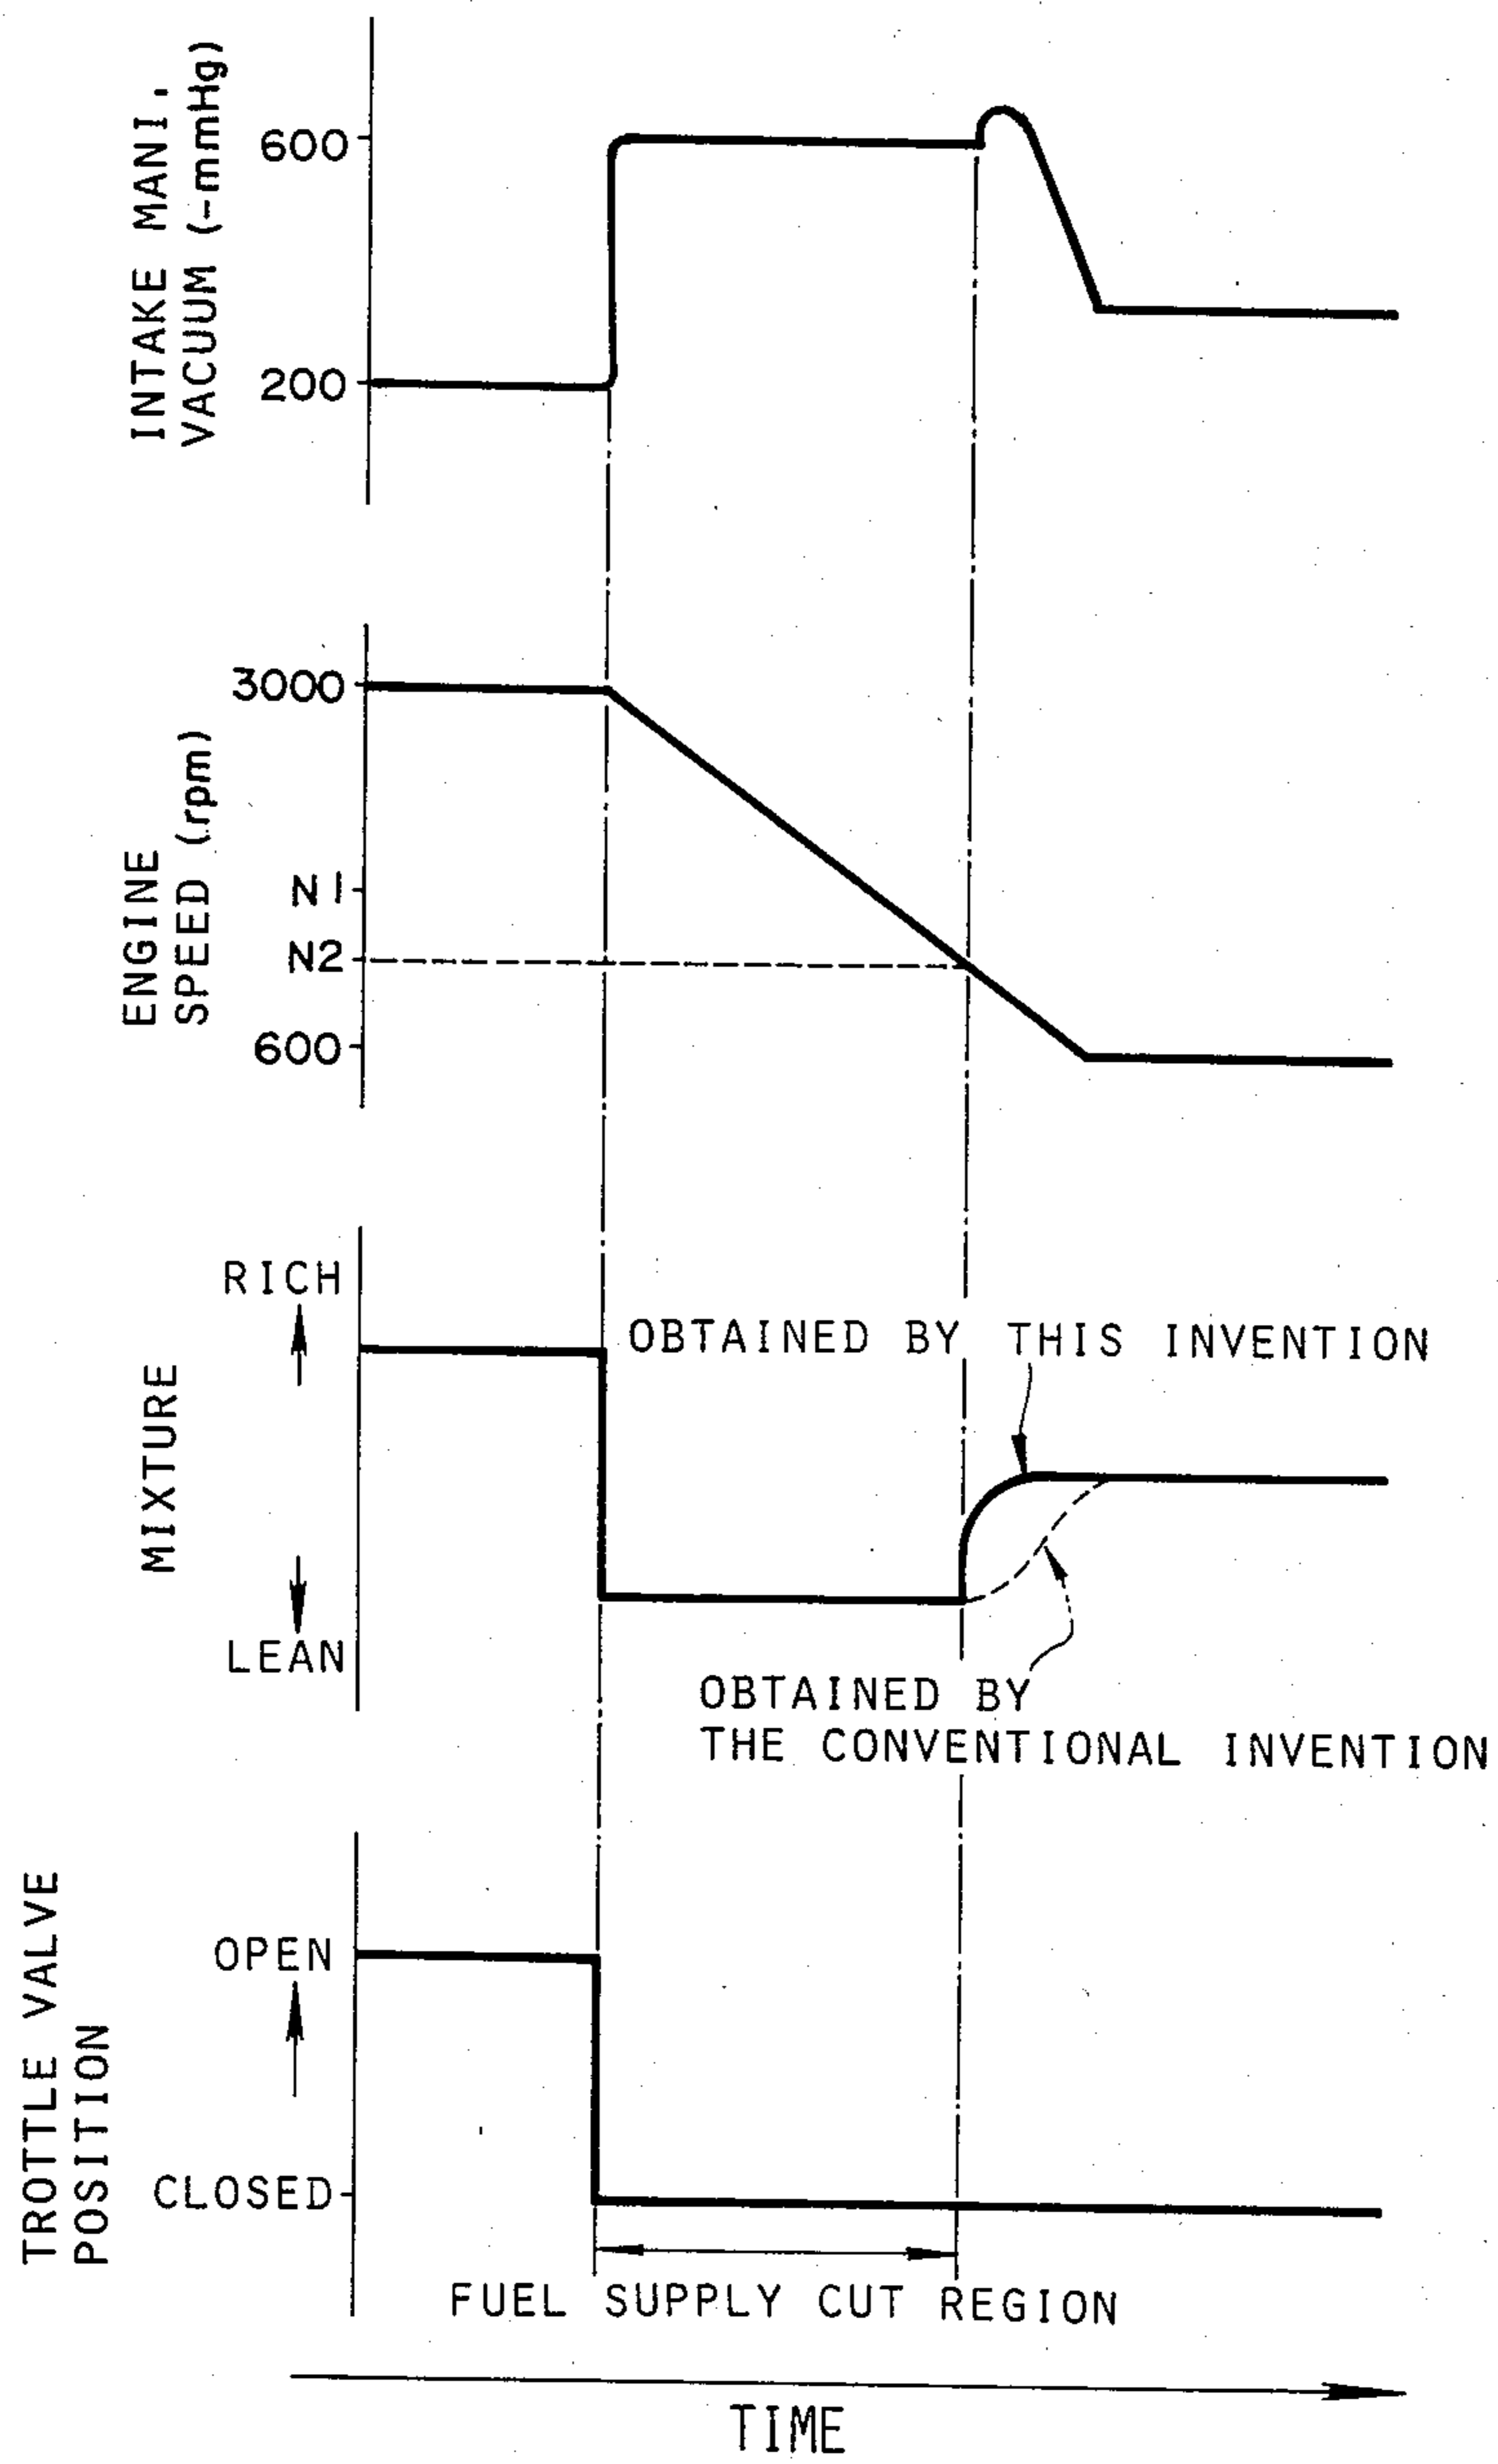 INTAKE MANI.
VACUUM (-mmHg)
600
200
ENGINE
SPEED (rpm)
3000
N1
N2
600
MIXTURE
RICH
LEAN
OBTAINED BY THIS INVENTION
OBTAINED BY
THE CONVENTIONAL INVENTION
TROTTLE VALVE
POSITION
OPEN
CLOSED
FUEL SUPPLY CUT REGION
TIME